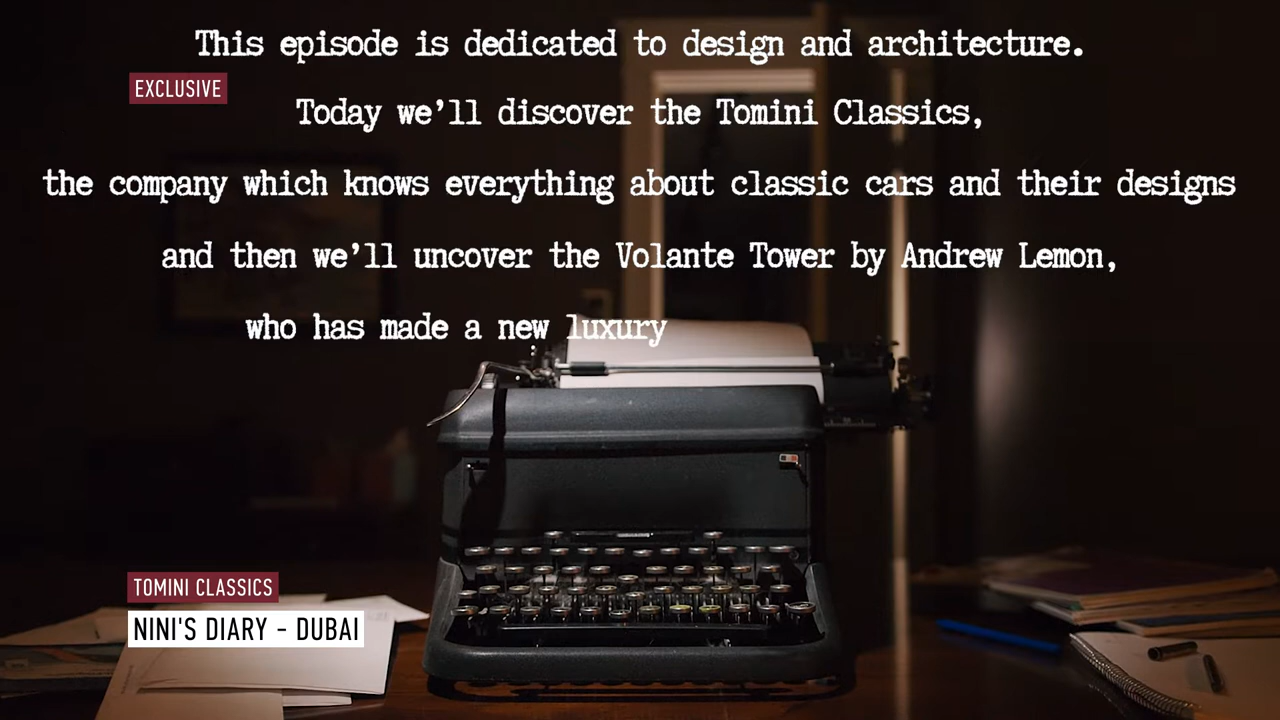 This episode is dedicated to design and architecture.
EXCLUSIVE
Today we'll discover the Tomini Classics,
the company which knows everything about classic cars and their designs
and then we'll uncover the Volante Tower by Andrew Lemon,
who has made a new luxury
TOMINI CLASSICS
NINI'S DIARY - DUBAI